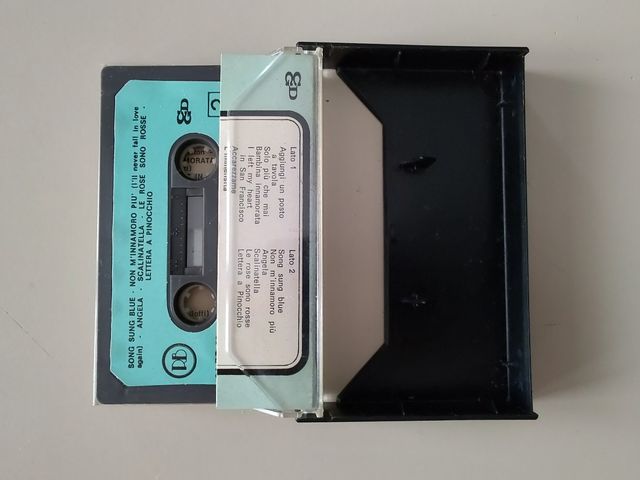 SONG SUNG BLUE - NON M'INNAMORO PIU' (I'll never fall in love
again) - ANGELA - SCALINATELLA - LE ROSE SONO ROSSE -
LETTERA A PINOCCHIO
2
Lato 1
Aggiungi un posto
a tavola
Solo più che mai
Bambina innamorata
I left my heart
in San Francisco
Accarezzame
Lato 2
Song sung blue
Non m'innamoro più
Angela
Scalinatella
Le rose sono rosse
Lettera a Pinocchio